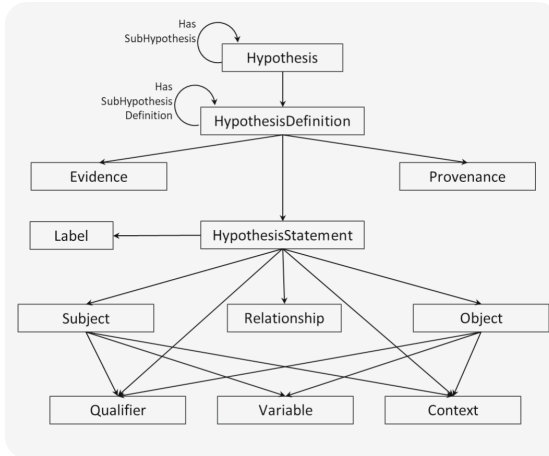 Has
SubHypothesis
Hypothesis
Has
SubHypothesis
Definition
HypothesisDefinition
Evidence
Provenance
Label
HypothesisStatement
Subject
Relationship
Object
Qualifier
Variable
Context